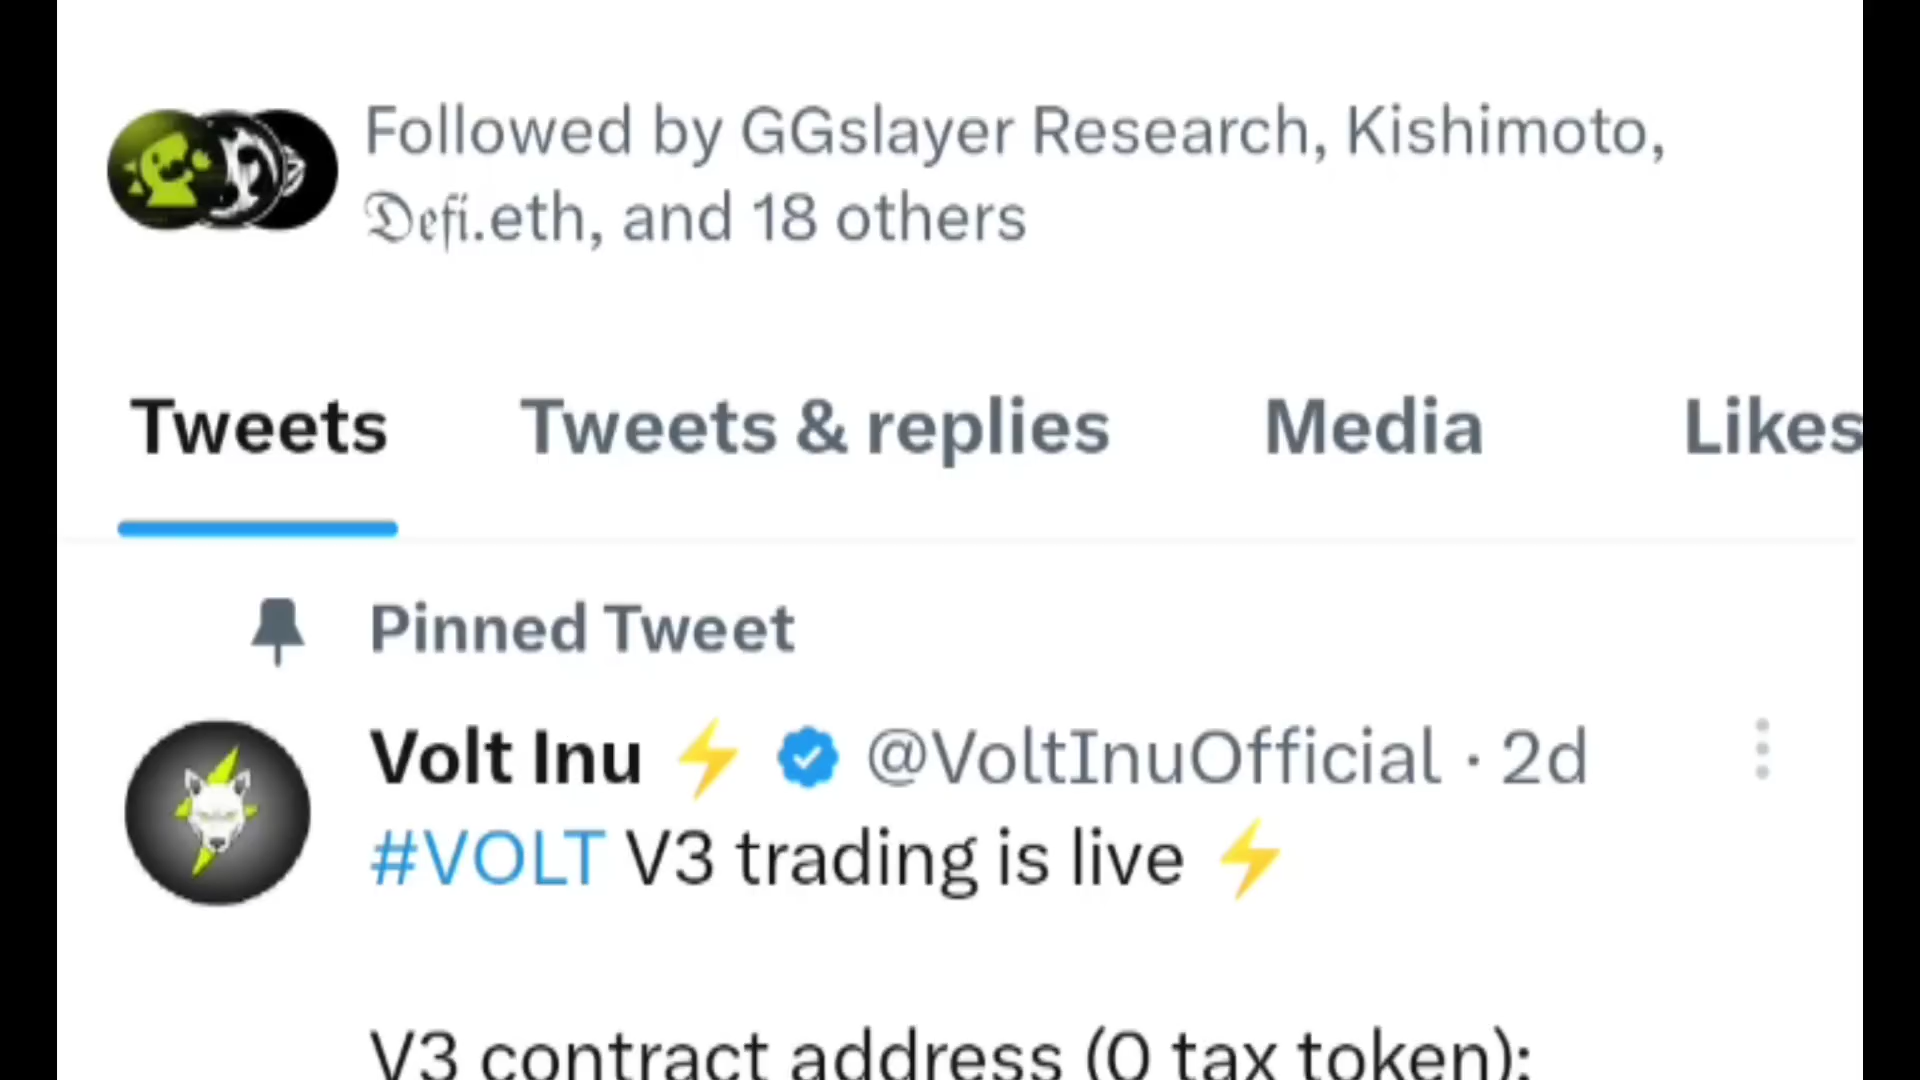 Followed by GGslayer Research, Kishimoto,
𝔇𝔢𝔣𝔦.eth, and 18 others
Tweets Tweets & replies Media Likes
Pinned Tweet
Volt Inu ⚡ @VoltInuOfficial · 2d
#VOLT V3 trading is live ⚡
V3 contract address (0 tax token):